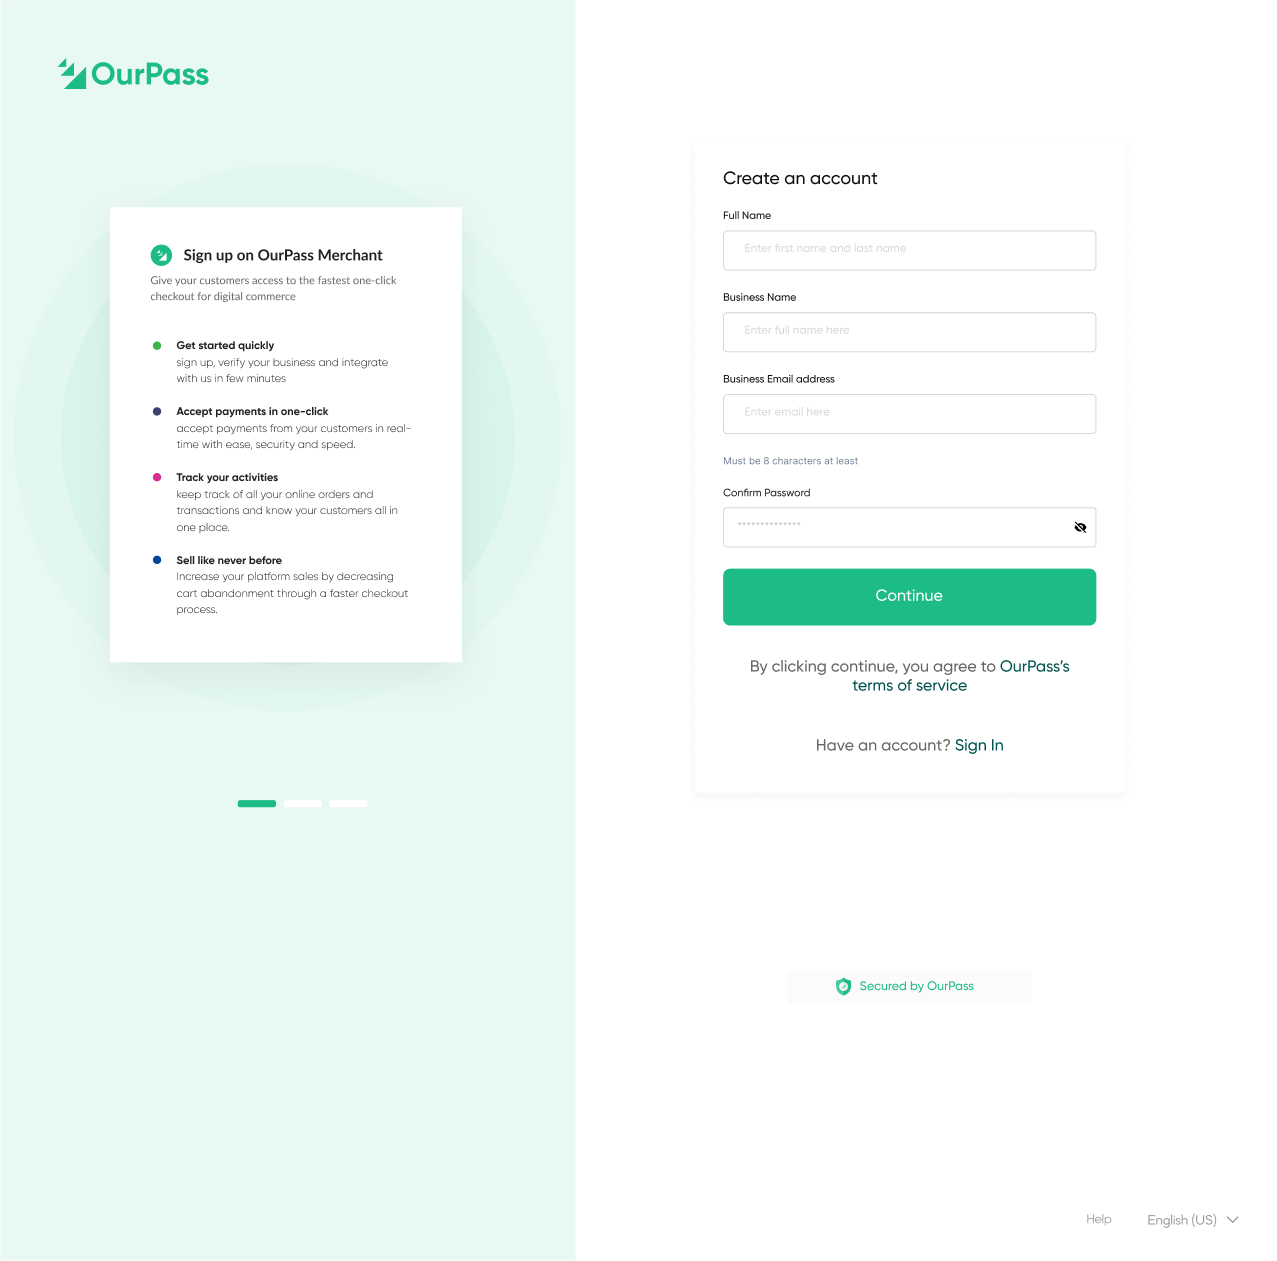 OurPass
Sign up on OurPass Merchant
Give your customers access to the fastest one-click
checkout for digital commerce
Get started quickly
sign up, verify your business and integrate
with us in few minutes
Accept payments in one-click
accept payments from your customers in real-
time with ease, security and speed.
Track your activities
keep track of all your online orders and
transactions and know your customers all in
one place.
Sell like never before
Increase your platform sales by decreasing
cart abandonment through a faster checkout
process.
Create an account
Full Name
Enter first name and last name
Business Name
Enter full name here
Business Email address
Enter email here
Must be 8 characters at least
Confirm Password
**************
Continue
By clicking continue, you agree to OurPass's
terms of service
Have an account? Sign In
Secured by OurPass
Help
English (US)